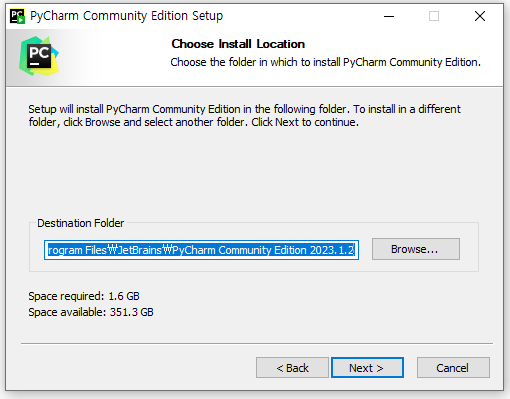 PyCharm Community Edition Setup
PC
Choose Install Location
Choose the folder in which to install PyCharm Community Edition.
Setup will install PyCharm Community Edition in the following folder. To install in a different
folder, click Browse and select another folder. Click Next to continue.
Destination Folder
rogram Files₩JetBrains₩PyCharm Community Edition 2023.1.2
Browse...
Space required: 1.6 GB
Space available: 351.3 GB
< Back
Next >
Cancel